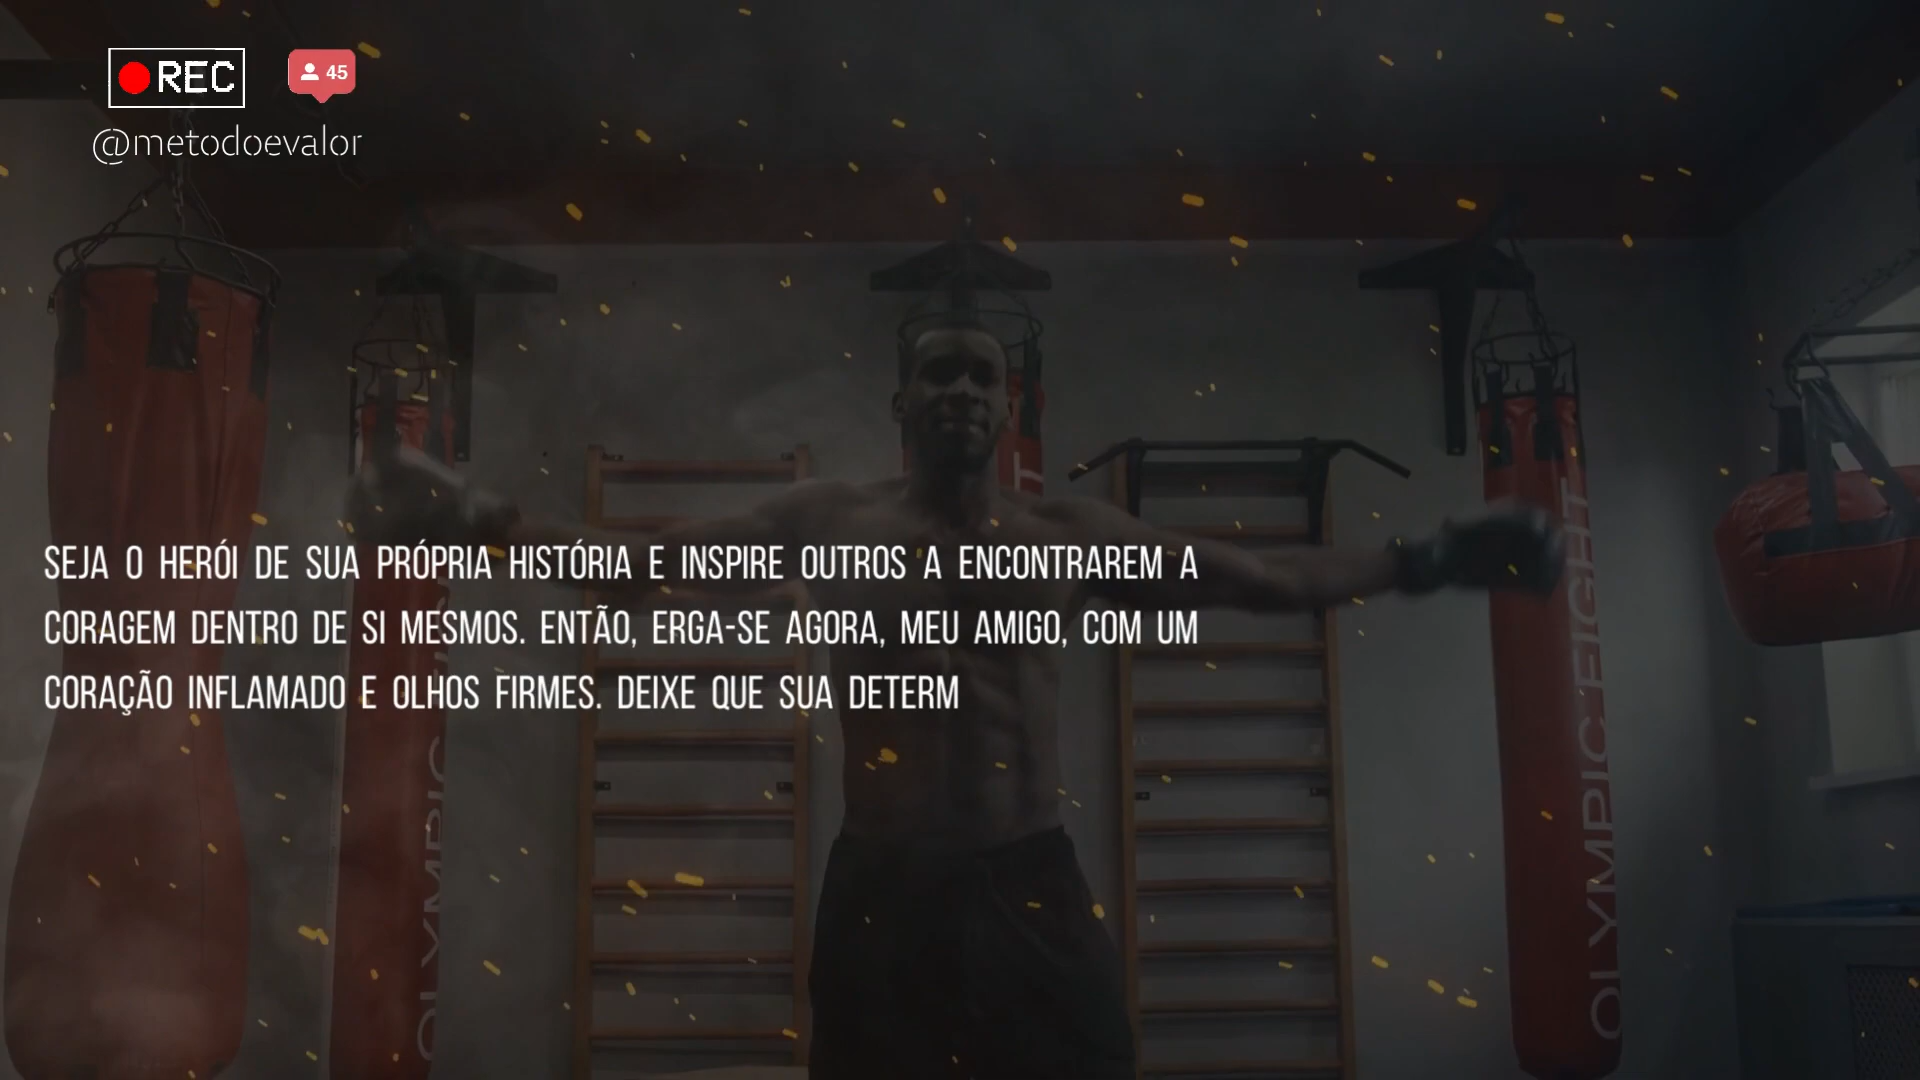 REC
45
@metodoevalor
SEJA O HERÓI DE SUA PRÓPRIA HISTÓRIA E INSPIRE OUTROS A ENCONTRAREM A
CORAGEM DENTRO DE SI MESMOS. ENTÃO, ERGA-SE AGORA, MEU AMIGO, COM UM
CORAÇÃO INFLAMADO E OLHOS FIRMES. DEIXE QUE SUA DETERM
OLYMPIC
OLYMPIC FIGHT